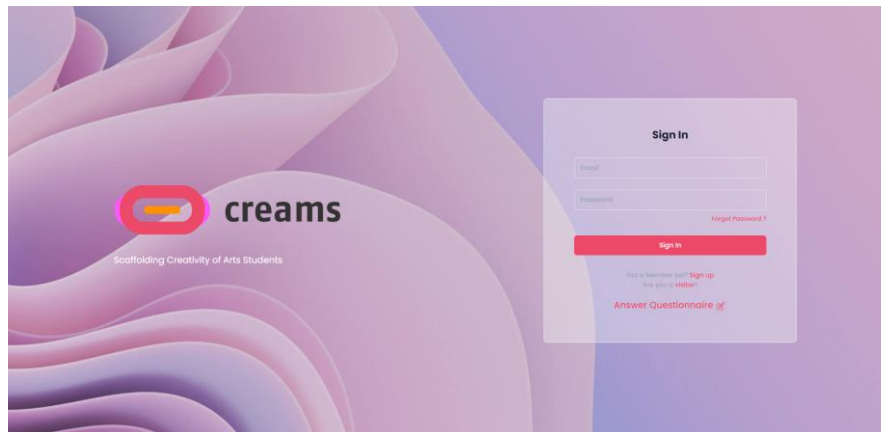 creams
Scaffolding Creativity of Arts Students
Sign In
Email
Password
Forget Password ?
Sign In
Not a Member yet? Sign up
Are you a visitor?
Answer Questionnaire